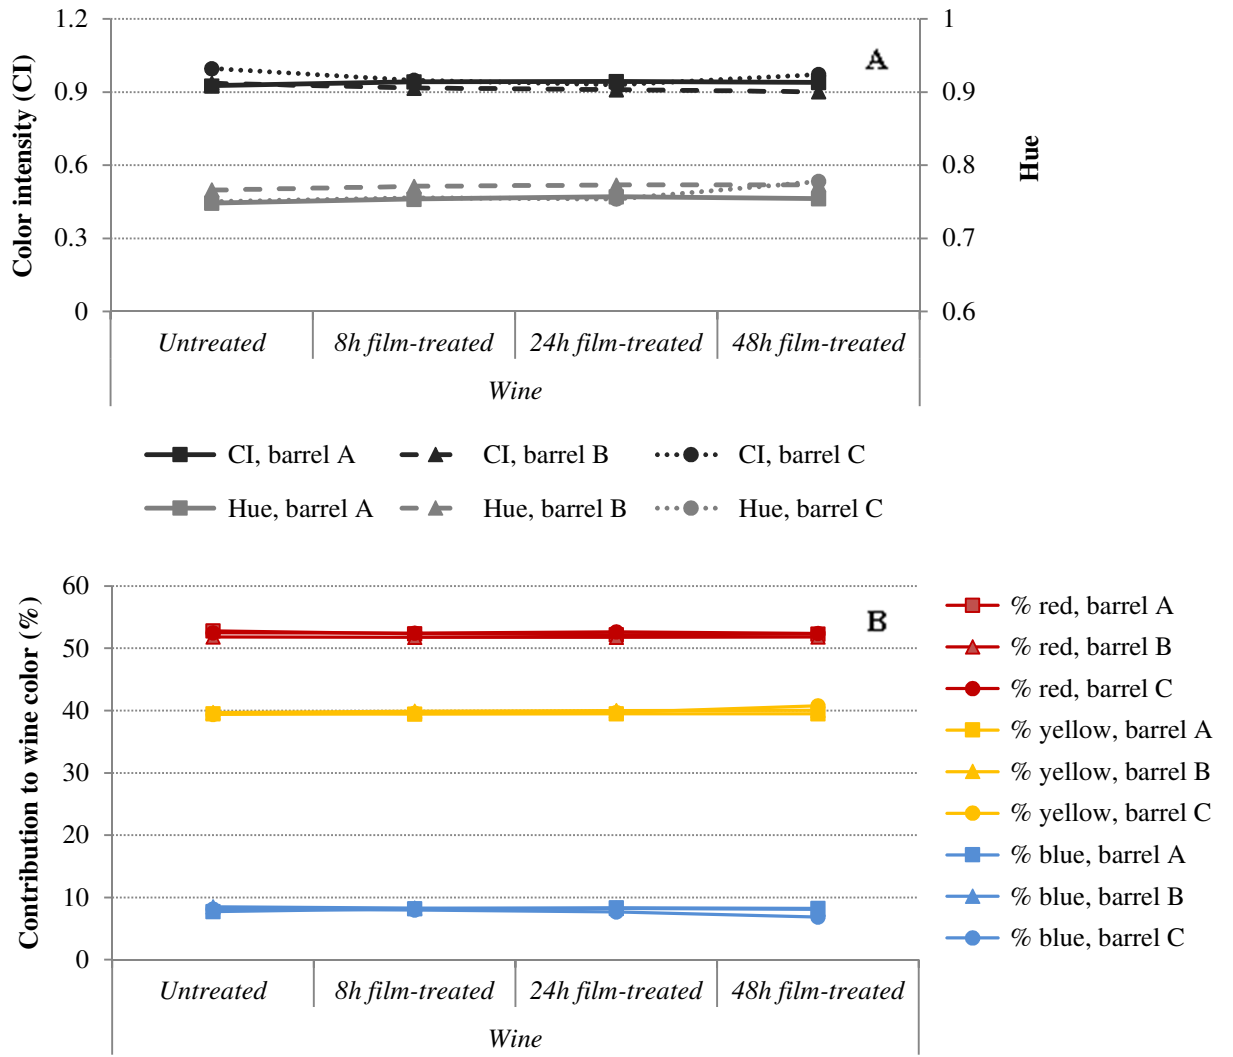 1.2
0.9
0.6
0.3
0
Color intensity (CI)
1
0.9
0.8
0.7
0.6
Hue
A
Untreated
8h film-treated
24h film-treated
48h film-treated
Wine
CI, barrel A
CI, barrel B
CI, barrel C
Hue, barrel A
Hue, barrel B
Hue, barrel C
60
50
40
30
20
10
0
Contribution to wine color (%)
B
Untreated
8h film-treated
24h film-treated
48h film-treated
Wine
% red, barrel A
% red, barrel B
% red, barrel C
% yellow, barrel A
% yellow, barrel B
% yellow, barrel C
% blue, barrel A
% blue, barrel B
% blue, barrel C